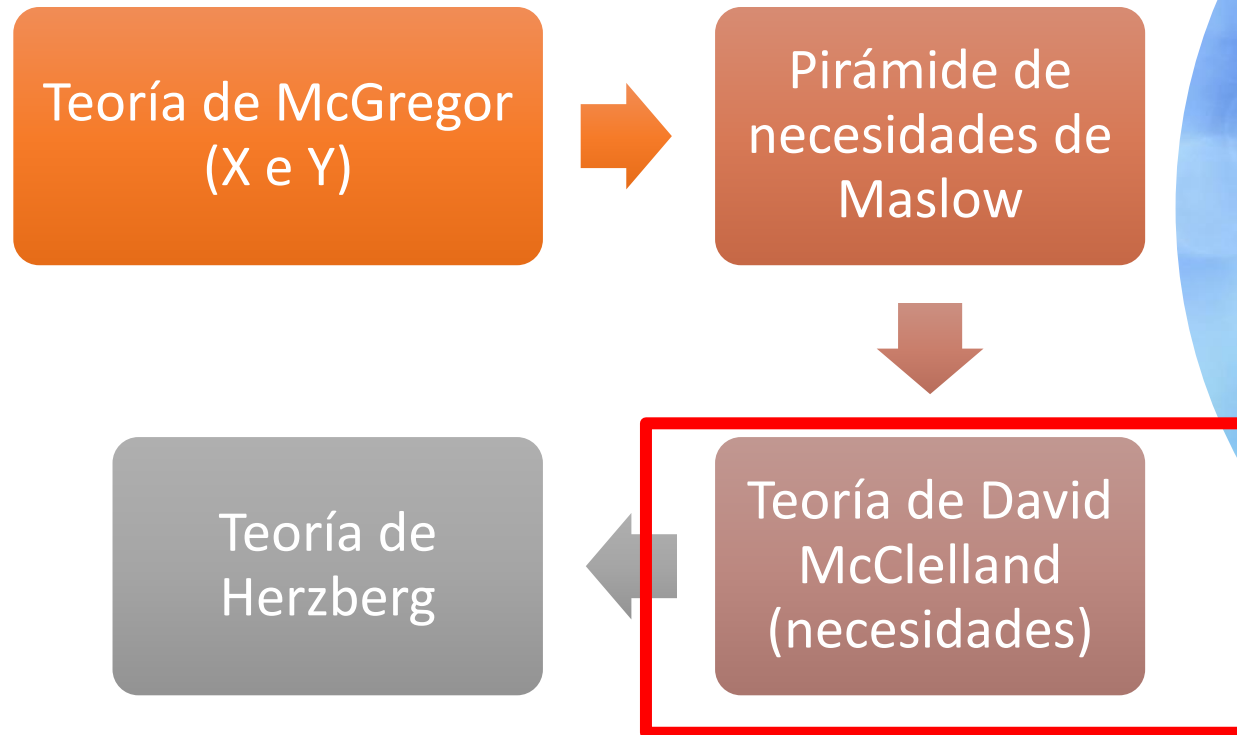 Teoría de McGregor
(X e Y)
Pirámide de
necesidades de
Maslow
Teoría de David
McClelland
(necesidades)
Teoría de
Herzberg